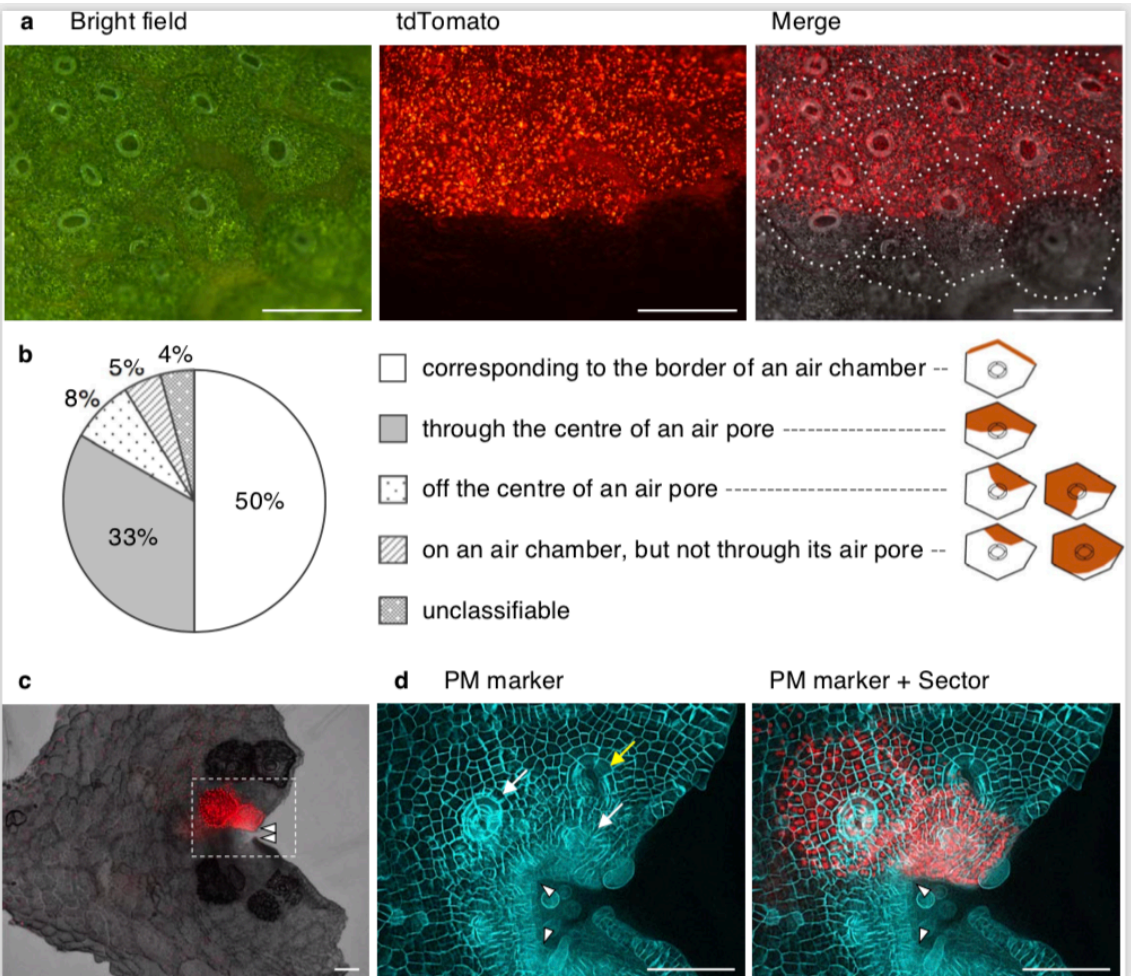 a Bright field tdTomato Merge
b
4%
5%
8%
50%
33%
corresponding to the border of an air chamber --
through the centre of an air pore
off the centre of an air pore
on an air chamber, but not through its air pore --
unclassifiable
c d PM marker PM marker + Sector